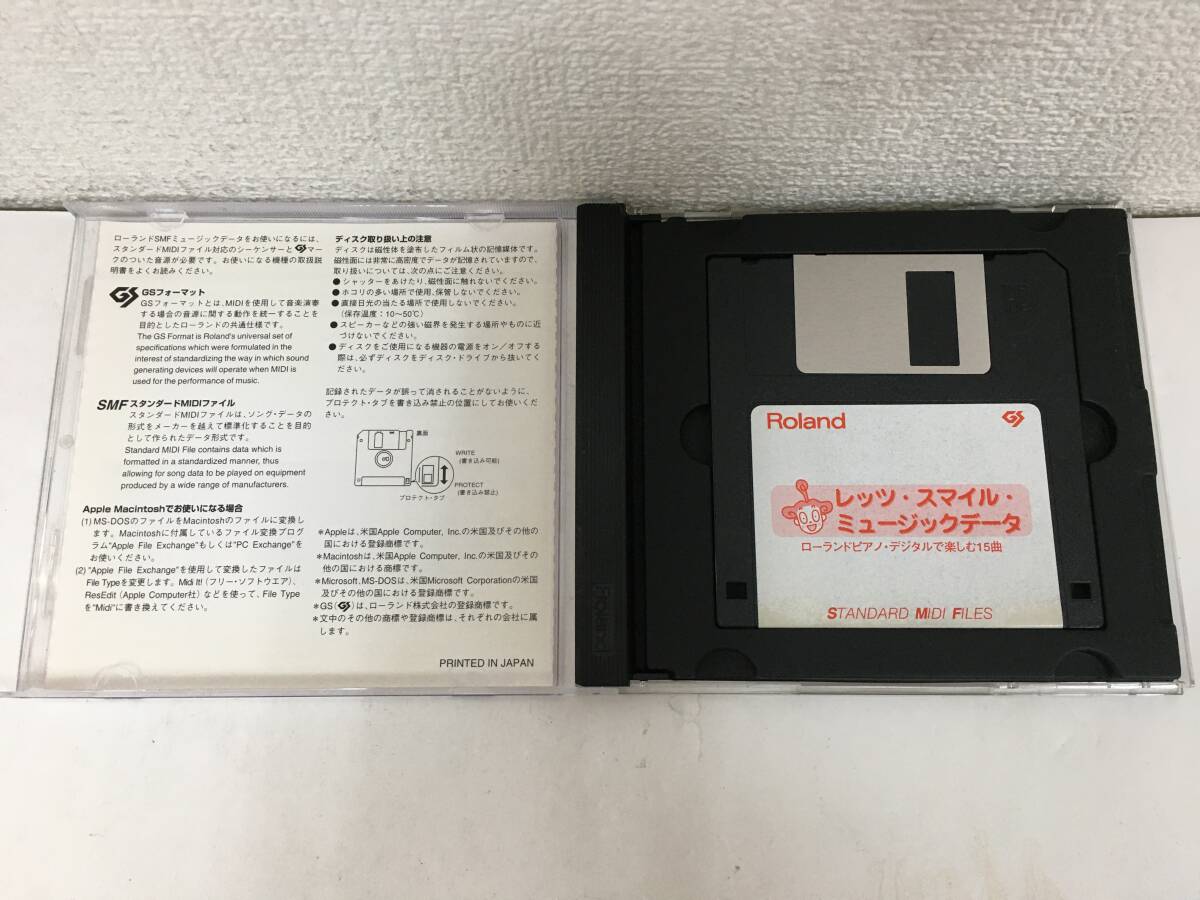 ローランドSMFミュージックデータをお使いになるには、
スタンダードMIDIファイル対応のシーケンサーとGSマー
クのついた音源が必要です。お使いになる機種の取扱説
明書をよくお読みください。
GS GSフォーマット
GSフォーマットとは、MIDIを使用して音楽演奏
する場合の音源に関する動作を統一することを
目的としたローランドの共通仕様です。
The GS Format is Roland's universal set of
specifications which were formulated in the
interest of standardizing the way in which sound
generating devices will operate when MIDI is
used for the performance of music.
SMF スタンダードMIDIファイル
スタンダードMIDIファイルは、ソング・データの
形式をメーカーを越えて標準化することを目的
として作られたデータ形式です。
Standard MIDI File contains data which is
formatted in a standardized manner, thus
allowing for song data to be played on equipment
produced by a wide range of manufacturers.
Apple Macintoshでお使いになる場合
(1) MS-DOSのファイルをMacintoshのファイルに変換し
ます。Macintoshに付属しているファイル変換プログ
ラム"Apple File Exchange"もしくは"PC Exchange"を
お使いください。
(2) "Apple File Exchange"を使用して変換したファイルは
File Typeを変更します。Midi It!(フリー・ソフトウエア)、
ResEdit (Apple Computer社)などを使って、File Type
を"Midi"に書き換えてください。
ディスク取り扱い上の注意
ディスクは磁性体を塗布したフィルム状の記憶媒体です。
磁性面には非常に高密度でデータが記憶されていますので、
取り扱いについては、次の点にご注意ください。
●シャッターをあけたり、磁性面に触れないでください。
●ホコリの多い場所で使用、保管しないでください。
●直接日光の当たる場所で使用しないでください。
(保存温度:10〜50℃)
●スピーカーなどの強い磁界を発生する場所やものに近
づけないでください。
●ディスクをご使用になる機器の電源をオン/オフする
際は、必ずディスクをディスク・ドライブから抜いてく
ださい。
記録されたデータが誤って消されることがないように、
プロテクト・タブを書き込み禁止の位置にしてお使いくだ
さい。
裏面
WRITE
(書き込み可能)
PROTECT
(書き込み禁止)
プロテクト・タブ
*Appleは、米国Apple Computer, Inc.の米国及びその他の
国における登録商標です。
*Macintoshは、米国Apple Computer, Inc.の米国及びその
他の国における商標です。
*Microsoft、MS-DOSは、米国Microsoft Corporationの米国
及びその他の国における登録商標です。
*GS(GS)は、ローランド株式会社の登録商標です。
*文中のその他の商標や登録商標は、それぞれの会社に属
します。
PRINTED IN JAPAN
Roland
Roland GS
レッツ・スマイル・
ミュージックデータ
ローランドピアノ・デジタルで楽しむ15曲
STANDARD MIDI FILES